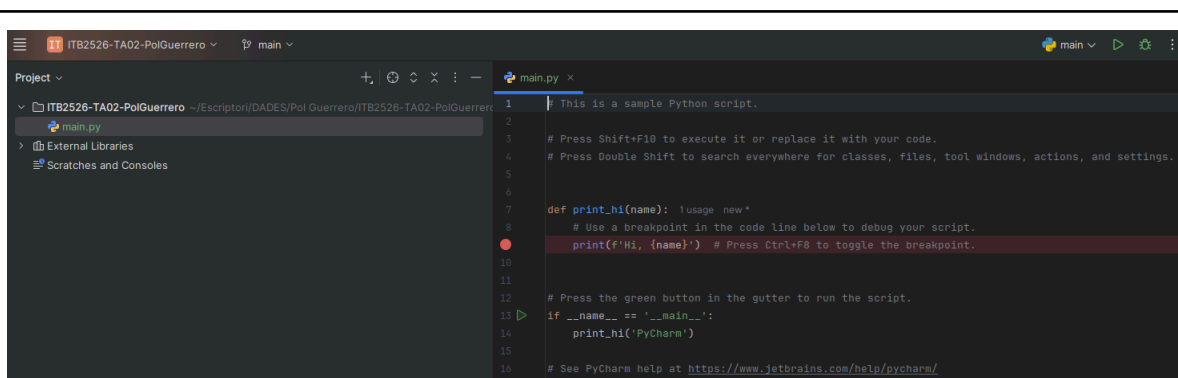 IT ITB2526-TA02-PolGuerrero main main
Project
main.py
ITB2526-TA02-PolGuerrero ~/Escriptori/DADES/Pol Guerrero/ITB2526-TA02-PolGuerrero
main.py
External Libraries
Scratches and Consoles
1 # This is a sample Python script.
2
3 # Press Shift+F10 to execute it or replace it with your code.
4 # Press Double Shift to search everywhere for classes, files, tool windows, actions, and settings.
5
6
7 def print_hi(name): 1 usage new *
8 # Use a breakpoint in the code line below to debug your script.
print(f'Hi, {name}') # Press Ctrl+F8 to toggle the breakpoint.
10
11
12 # Press the green button in the gutter to run the script.
13 if __name__ == '__main__':
14 print_hi('PyCharm')
15
16 # See PyCharm help at https://www.jetbrains.com/help/pycharm/